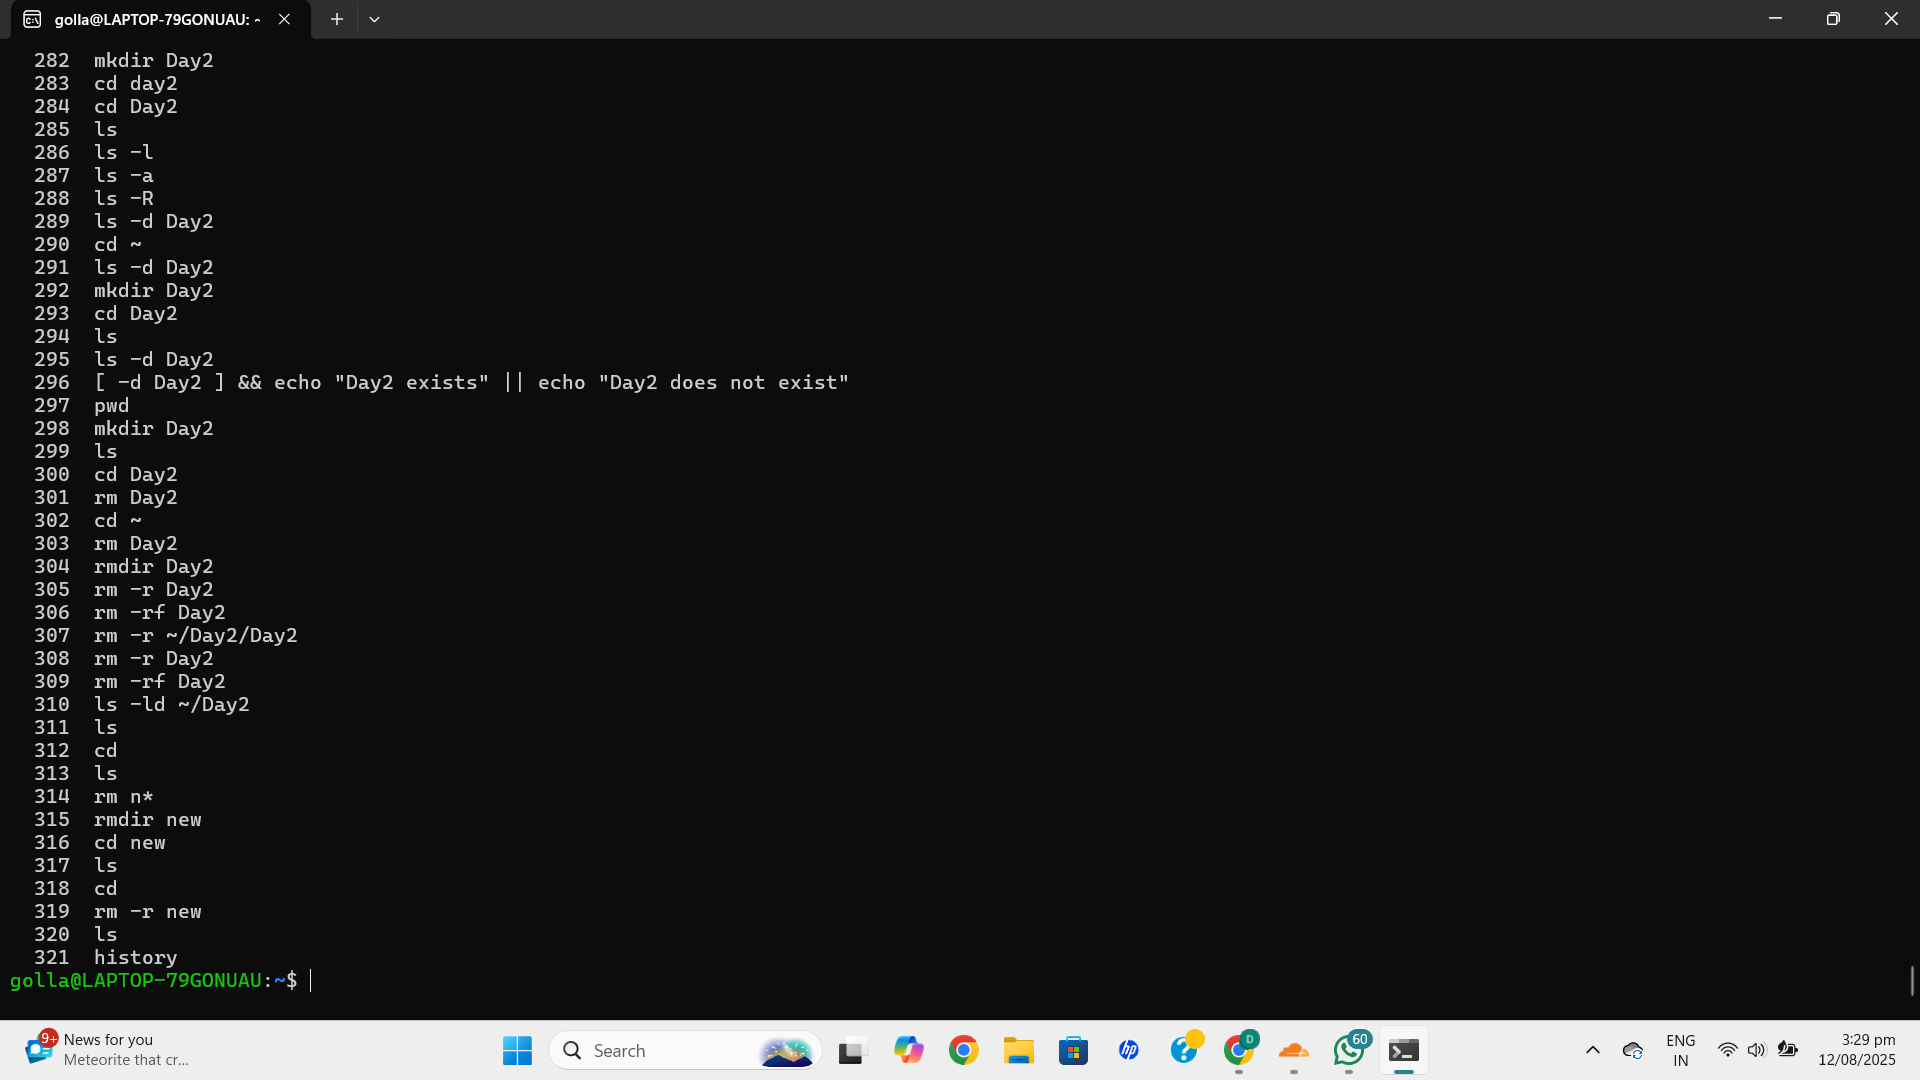 golla@LAPTOP-79GONUAU: ~
282 mkdir Day2
283 cd day2
284 cd Day2
285 ls
286 ls -l
287 ls -a
288 ls -R
289 ls -d Day2
290 cd ~
291 ls -d Day2
292 mkdir Day2
293 cd Day2
294 ls
295 ls -d Day2
296 [ -d Day2 ] && echo "Day2 exists" || echo "Day2 does not exist"
297 pwd
298 mkdir Day2
299 ls
300 cd Day2
301 rm Day2
302 cd ~
303 rm Day2
304 rmdir Day2
305 rm -r Day2
306 rm -rf Day2
307 rm -r ~/Day2/Day2
308 rm -r Day2
309 rm -rf Day2
310 ls -ld ~/Day2
311 ls
312 cd
313 ls
314 rm n*
315 rmdir new
316 cd new
317 ls
318 cd
319 rm -r new
320 ls
321 history
golla@LAPTOP-79GONUAU:~$
9+
News for you
Meteorite that cr...
Search
hp
D
60
ENG
IN
3:29 pm
12/08/2025